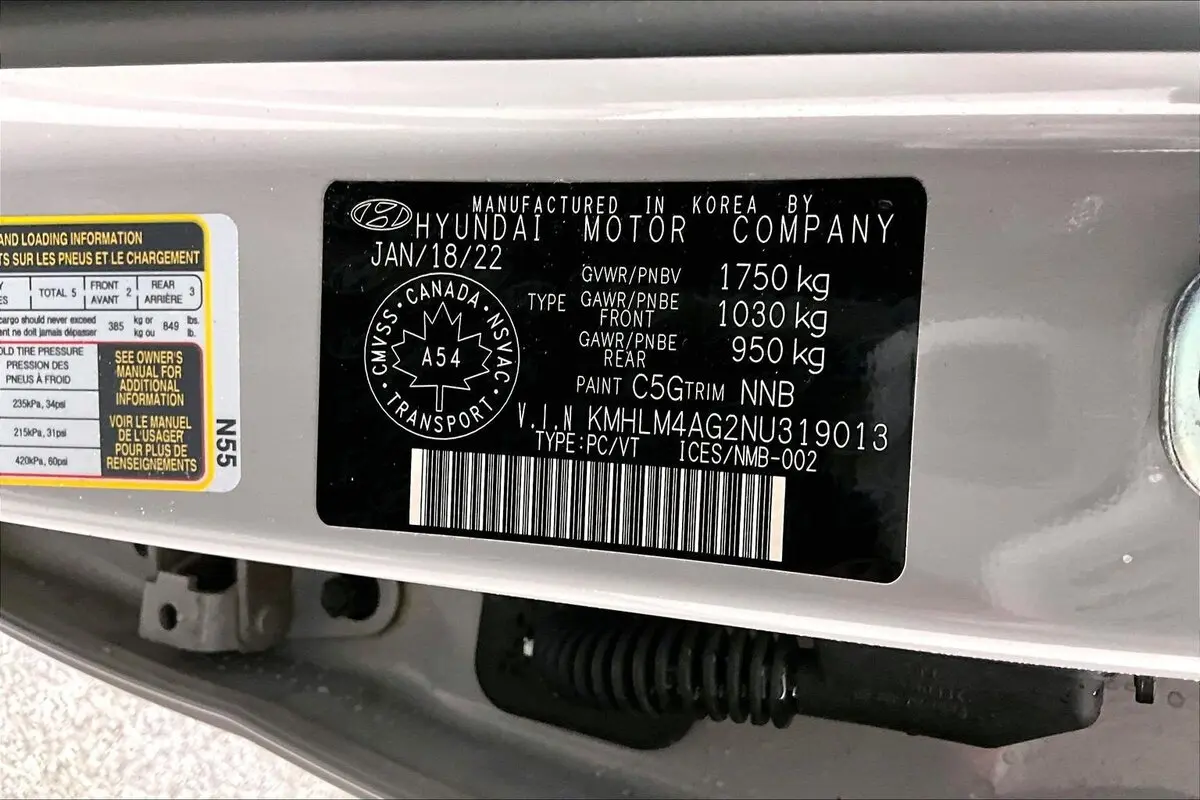 AND LOADING INFORMATION
TS SUR LES PNEUS ET LE CHARGEMENT
TOTAL 5
FRONT
AVANT 2
REAR
ARRIÈRE 3
cargo should never exceed
ent ne doit jamais dépasser
385
kg or
kg ou
849
lbs.
lb.
OLD TIRE PRESSURE
PRESSION DES
PNEUS À FROID
235kPa, 34psi
215kPa, 31psi
420kPa, 60psi
SEE OWNER'S
MANUAL FOR
ADDITIONAL
INFORMATION
VOIR LE MANUEL
DE L'USAGER
POUR PLUS DE
RENSEIGNEMENTS
N55
MANUFACTURED IN KOREA BY
HYUNDAI MOTOR COMPANY
JAN/18/22
CANADA
CMVSS
NSVAC
A54
TRANSPORT
TYPE
GVWR/PNBV 1750 kg
GAWR/PNBE
FRONT 1030 kg
GAWR/PNBE
REAR 950 kg
PAINT C5G TRIM NNB
V.I.N KMHLM4AG2NU319013
TYPE:PC/VT ICES/NMB-002